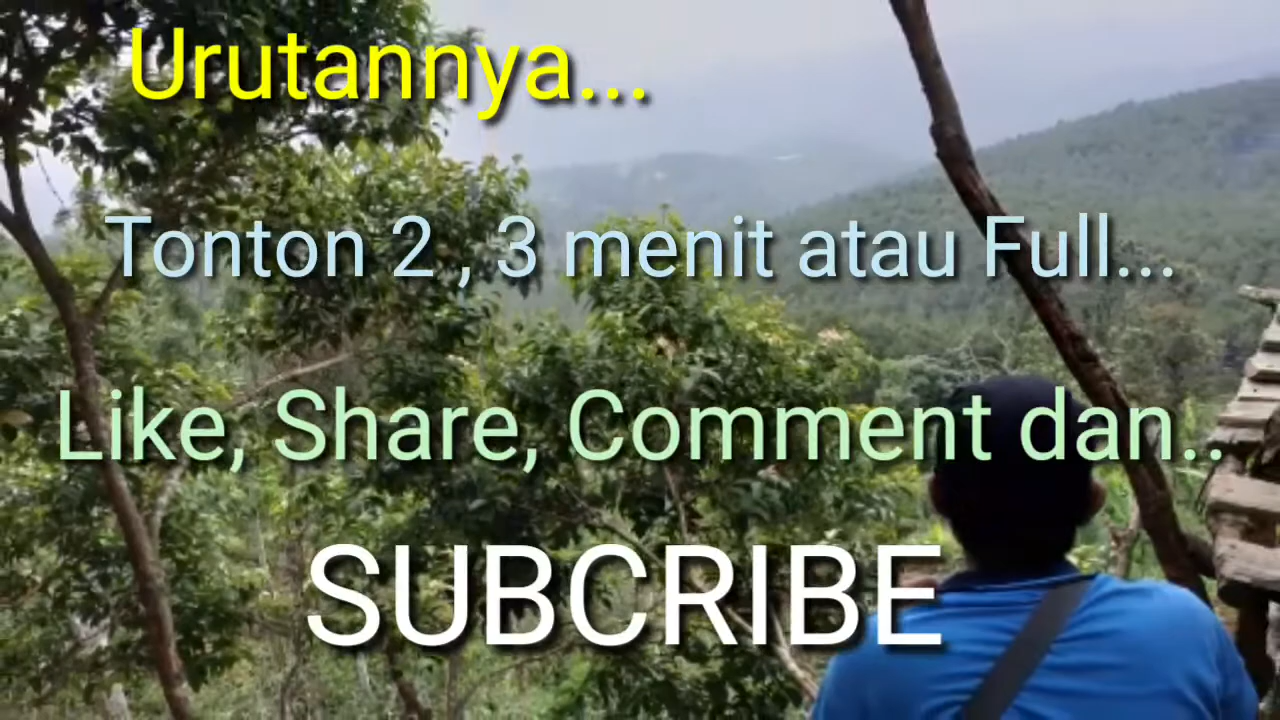 Urutannya...
Tonton 2 , 3 menit atau Full...
Like, Share, Comment dan..
SUBCRIBE